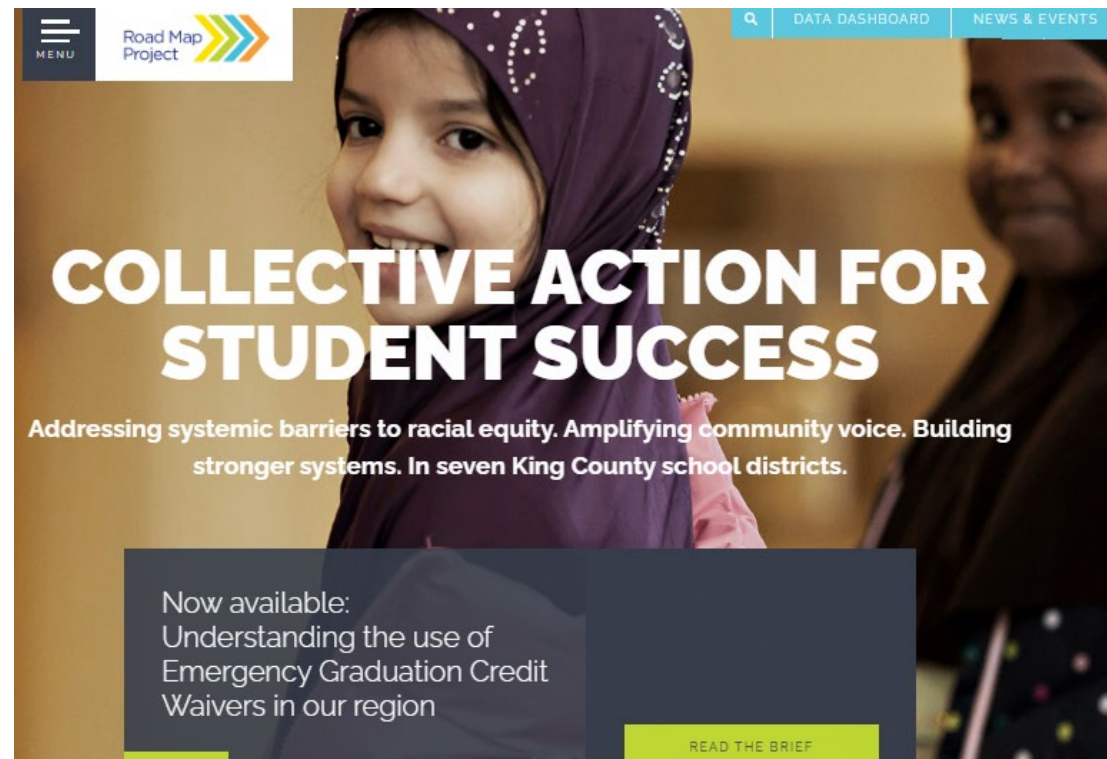 MENU
Road Map
Project
DATA DASHBOARD
NEWS & EVENTS
COLLECTIVE ACTION FOR
STUDENT SUCCESS
Addressing systemic barriers to racial equity. Amplifying community voice. Building
stronger systems. In seven King County school districts.
Now available:
Understanding the use of
Emergency Graduation Credit
Waivers in our region
READ THE BRIEF